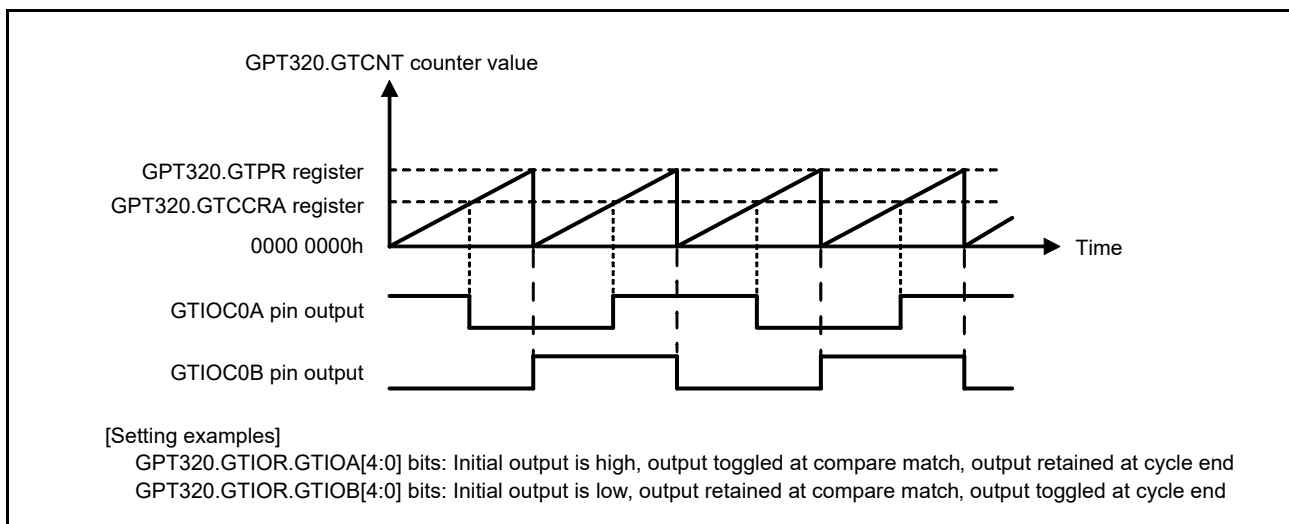 GPT320.GTCNT counter value
GPT320.GTPR register
GPT320.GTCCRA register
0000 0000h
Time
GTIOC0A pin output
GTIOC0B pin output
[Setting examples]
GPT320.GTIOR.GTIOA[4:0] bits: Initial output is high, output toggled at compare match, output retained at cycle end
GPT320.GTIOR.GTIOB[4:0] bits: Initial output is low, output retained at compare match, output toggled at cycle end